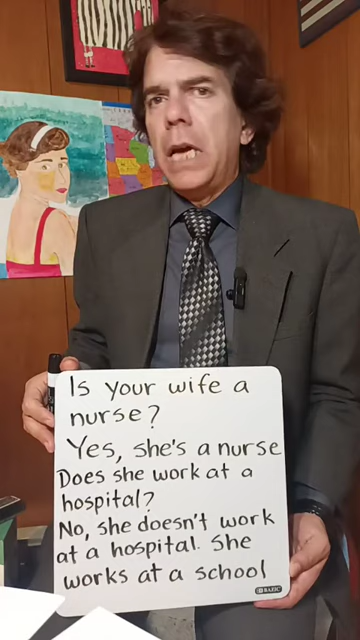 Is your wife a
nurse?
Yes, she's a nurse
Does she work at a
hospital?
No, she doesn't work
at a hospital. She
works at a school
BAZIC